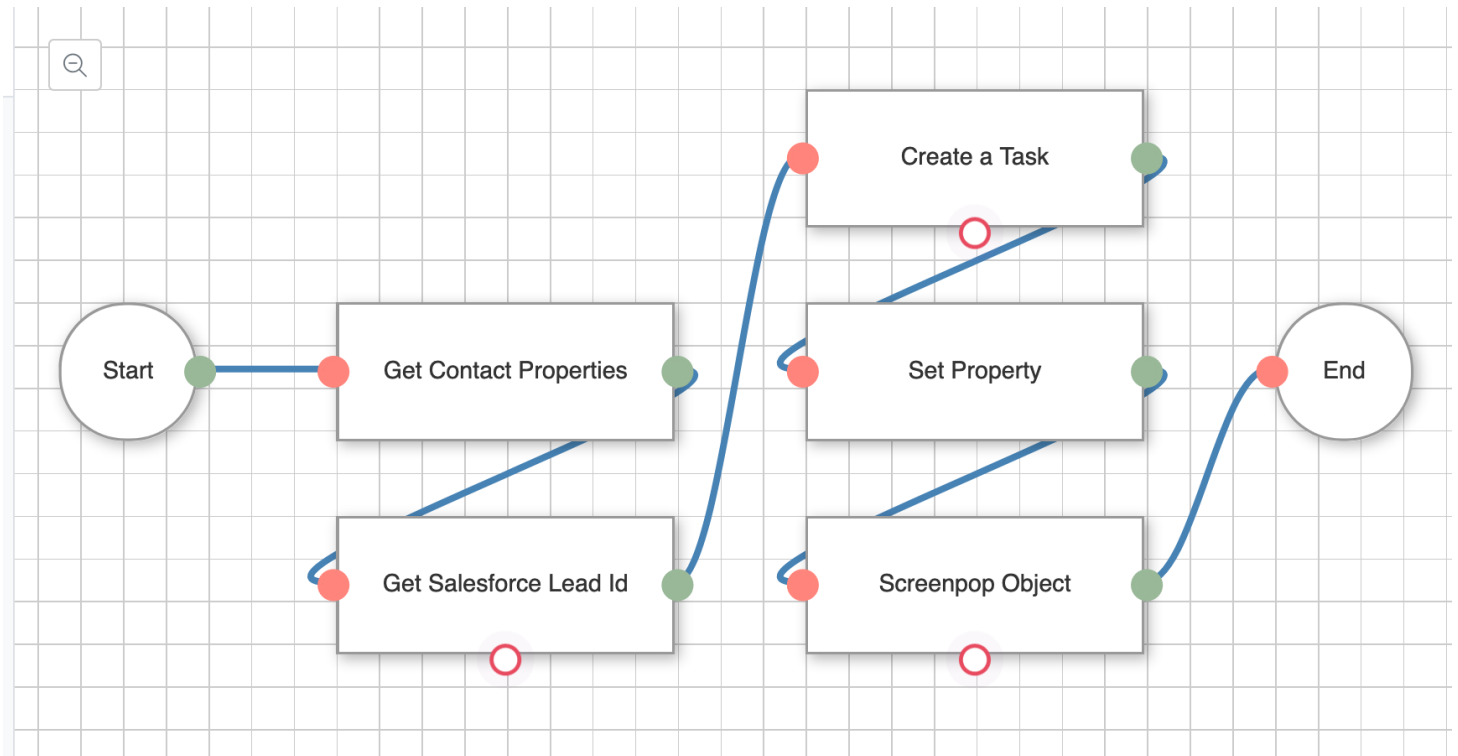 Start
Get Contact Properties
Get Salesforce Lead Id
Create a Task
Set Property
Screenpop Object
End